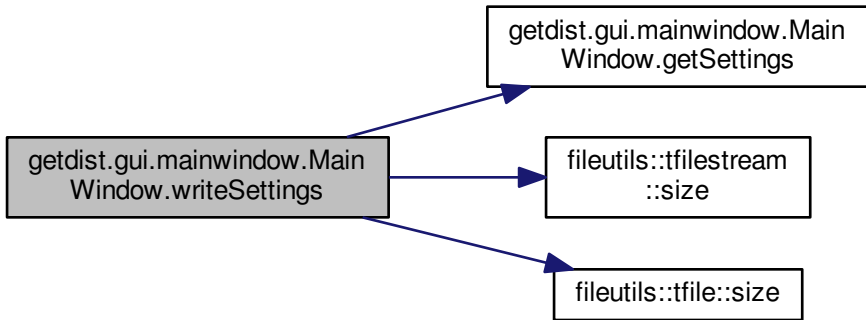 getdist.gui.mainwindow.Main
Window.getSettings
getdist.gui.mainwindow.Main
Window.writeSettings
fileutils::tfilestream
::size
fileutils::tfile::size